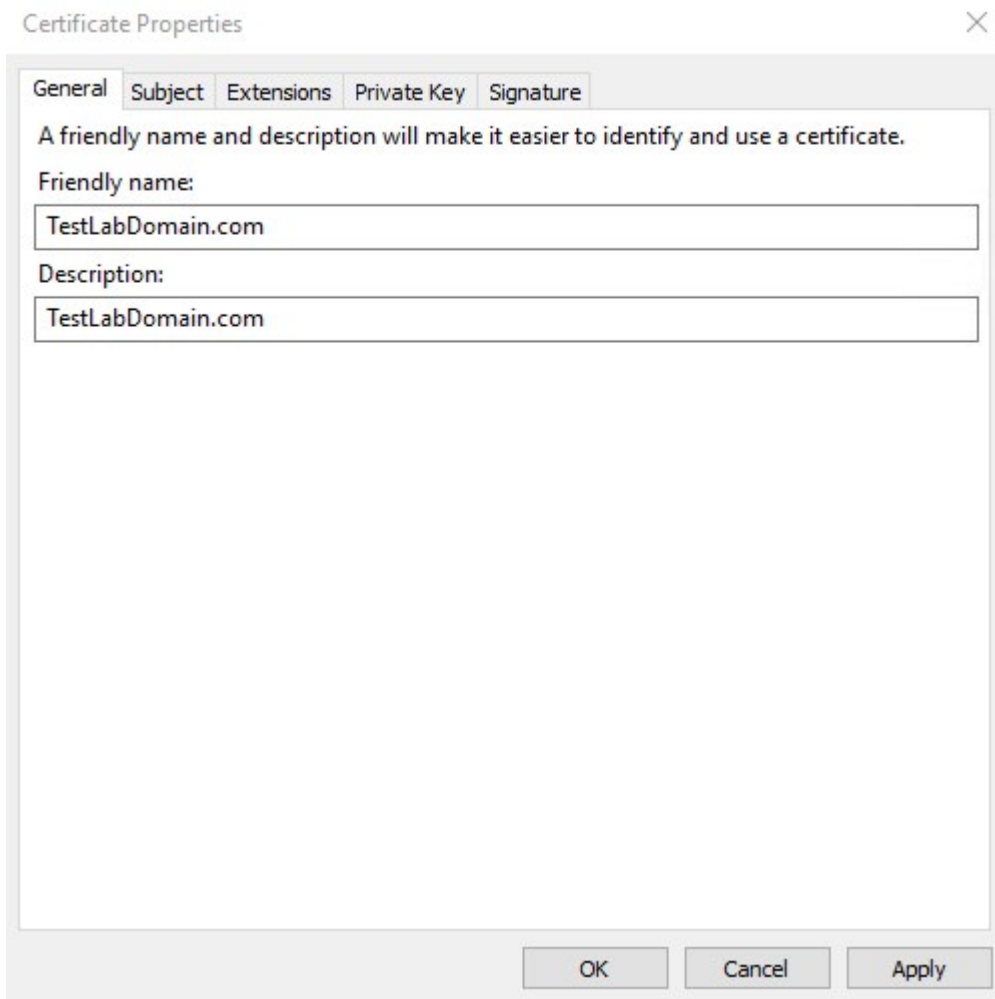 Certificate Properties
General Subject Extensions Private Key Signature
A friendly name and description will make it easier to identify and use a certificate.
Friendly name:
TestLabDomain.com
Description:
TestLabDomain.com
OK Cancel Apply